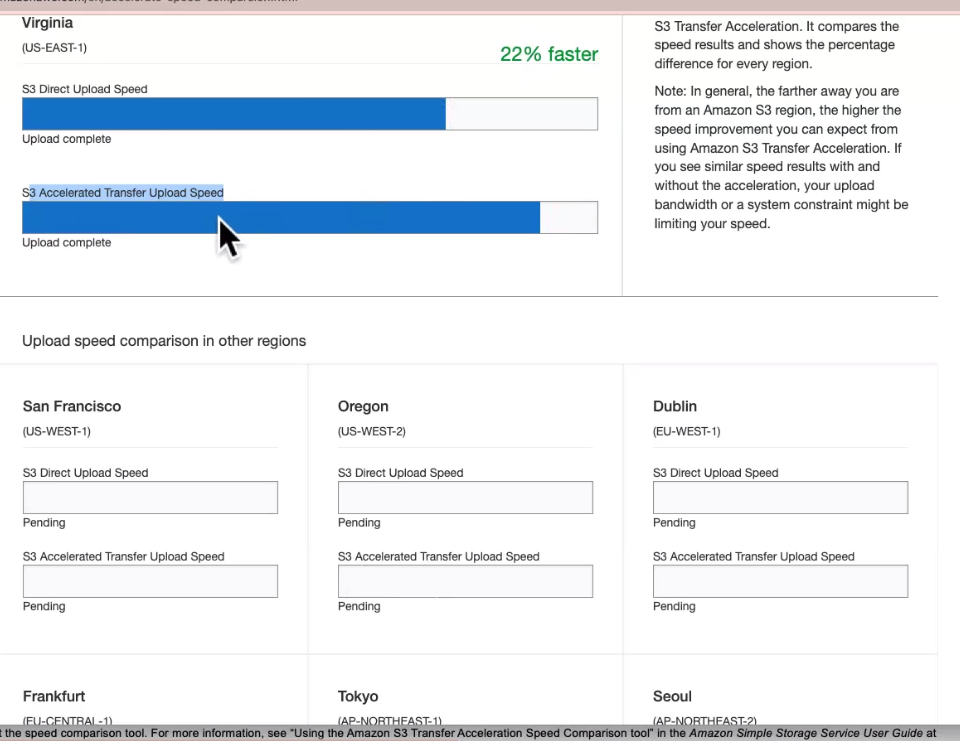 Virginia
(US-EAST-1)
22% faster
S3 Direct Upload Speed
Upload complete
S3 Accelerated Transfer Upload Speed
Upload complete
S3 Transfer Acceleration. It compares the
speed results and shows the percentage
difference for every region.
Note: In general, the farther away you are
from an Amazon S3 region, the higher the
speed improvement you can expect from
using Amazon S3 Transfer Acceleration. If
you see similar speed results with and
without the acceleration, your upload
bandwidth or a system constraint might be
limiting your speed.
Upload speed comparison in other regions
San Francisco
(US-WEST-1)
S3 Direct Upload Speed
Pending
S3 Accelerated Transfer Upload Speed
Pending
Oregon
(US-WEST-2)
S3 Direct Upload Speed
Pending
S3 Accelerated Transfer Upload Speed
Pending
Dublin
(EU-WEST-1)
S3 Direct Upload Speed
Pending
S3 Accelerated Transfer Upload Speed
Pending
Frankfurt
(EU-CENTRAL-1)
Tokyo
(AP-NORTHEAST-1)
Seoul
(AP-NORTHEAST-2)
the speed comparison tool. For more information, see "Using the Amazon S3 Transfer Acceleration Speed Comparison tool" in the Amazon Simple Storage Service User Guide at